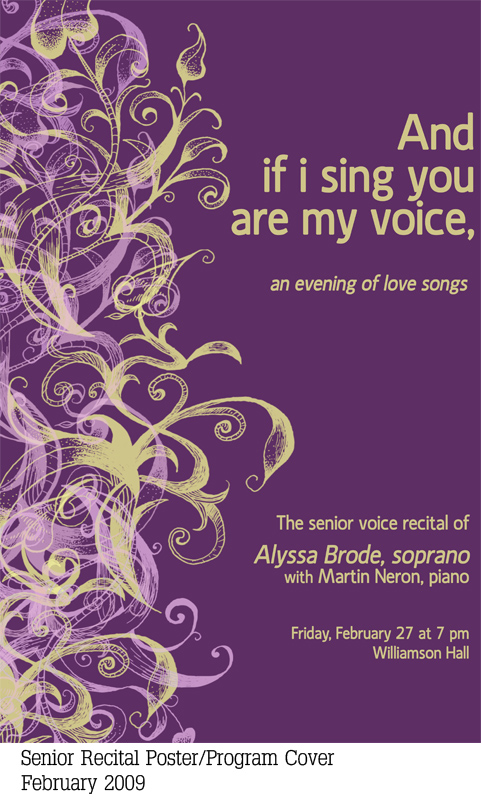 And
if i sing you
are my voice,
an evening of love songs
The senior voice recital of
Alyssa Brode, soprano
with Martin Neron, piano
Friday, February 27 at 7 pm
Williamson Hall
Senior Recital Poster/Program Cover
February 2009